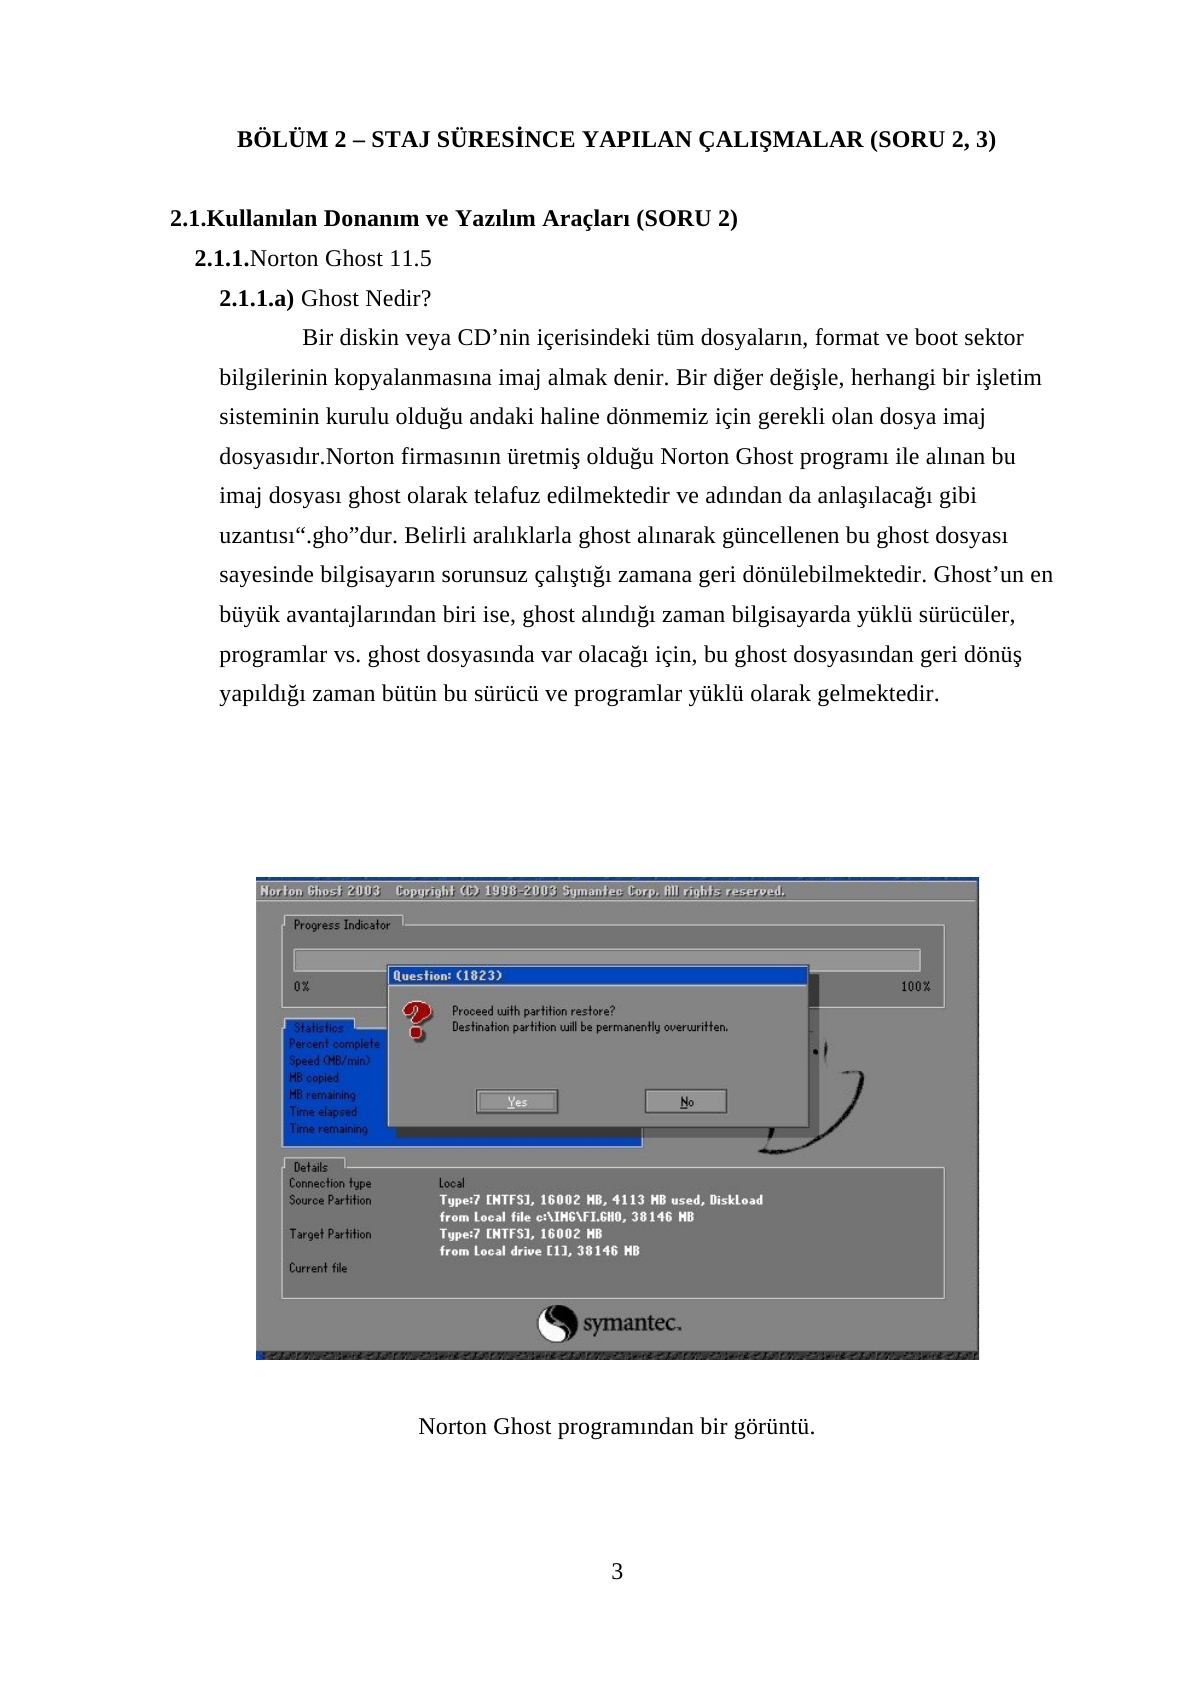 BÖLÜM 2 – STAJ SÜRESİNCE YAPILAN ÇALIŞMALAR (SORU 2, 3)
2.1.Kullanılan Donanım ve Yazılım Araçları (SORU 2)
2.1.1.Norton Ghost 11.5
2.1.1.a) Ghost Nedir?
Bir diskin veya CD’nin içerisindeki tüm dosyaların, format ve boot sektor
bilgilerinin kopyalanmasına imaj almak denir. Bir diğer değişle, herhangi bir işletim
sisteminin kurulu olduğu andaki haline dönmemiz için gerekli olan dosya imaj
dosyasıdır.Norton firmasının üretmiş olduğu Norton Ghost programı ile alınan bu
imaj dosyası ghost olarak telafuz edilmektedir ve adından da anlaşılacağı gibi
uzantısı“.gho”dur. Belirli aralıklarla ghost alınarak güncellenen bu ghost dosyası
sayesinde bilgisayarın sorunsuz çalıştığı zamana geri dönülebilmektedir. Ghost’un en
büyük avantajlarından biri ise, ghost alındığı zaman bilgisayarda yüklü sürücüler,
programlar vs. ghost dosyasında var olacağı için, bu ghost dosyasından geri dönüş
yapıldığı zaman bütün bu sürücü ve programlar yüklü olarak gelmektedir.
Norton Ghost 2003 Copyright (C) 1998-2003 Symantec Corp. All rights reserved.
Progress Indicator
0% 100%
Question: (1823)
Proceed with partition restore?
Destination partition will be permanently overwritten.
Yes No
Statistics
Percent complete
Speed (MB/min)
MB copied
MB remaining
Time elapsed
Time remaining
Details
Connection type Local
Source Partition Type:7 [NTFS], 16002 MB, 4113 MB used, DiskLoad
from Local file c:\IMG\FI.GHO, 38146 MB
Target Partition Type:7 [NTFS], 16002 MB
from Local drive [1], 38146 MB
Current file
symantec.
Norton Ghost programından bir görüntü.
3